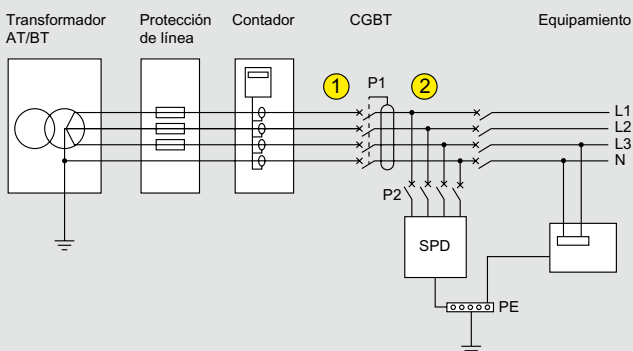 Transformador
AT/BT
Protección
de línea
Contador
CGBT
Equipamiento
1
P1
2
L1
L2
L3
N
P2
SPD
PE